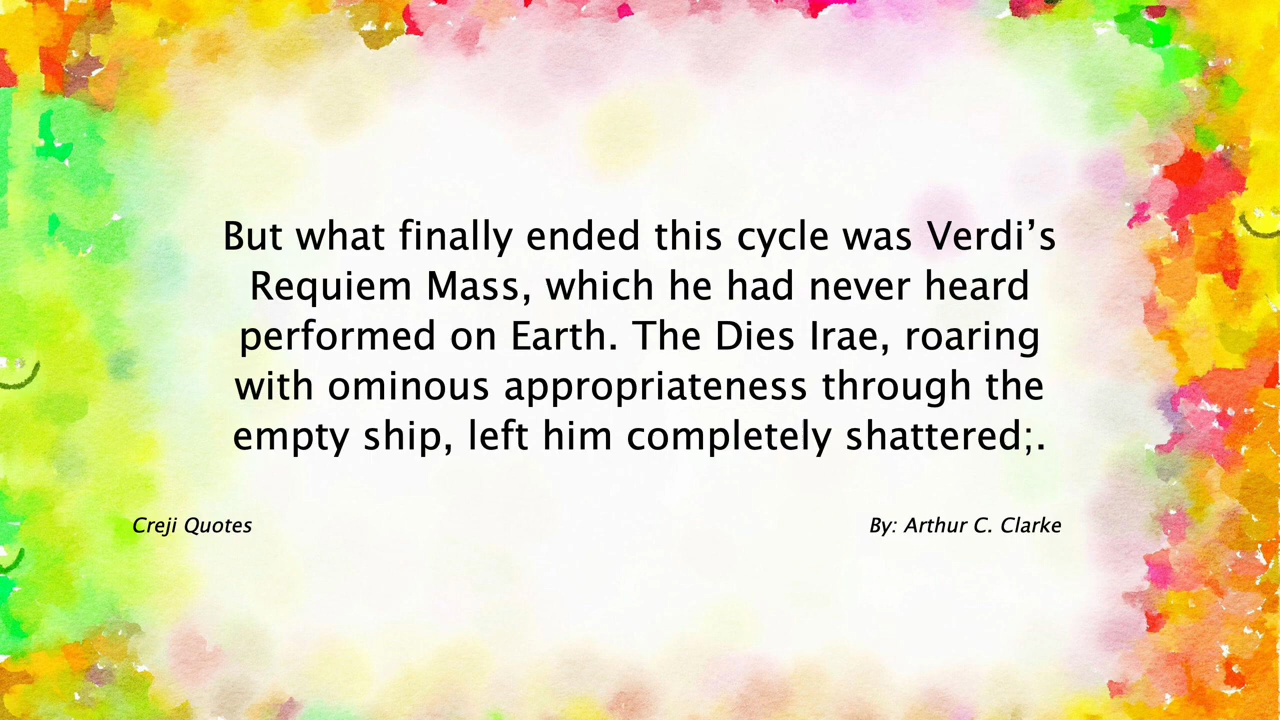 But what finally ended this cycle was Verdi’s
Requiem Mass, which he had never heard
performed on Earth. The Dies Irae, roaring
with ominous appropriateness through the
empty ship, left him completely shattered;.
Creji Quotes
By: Arthur C. Clarke